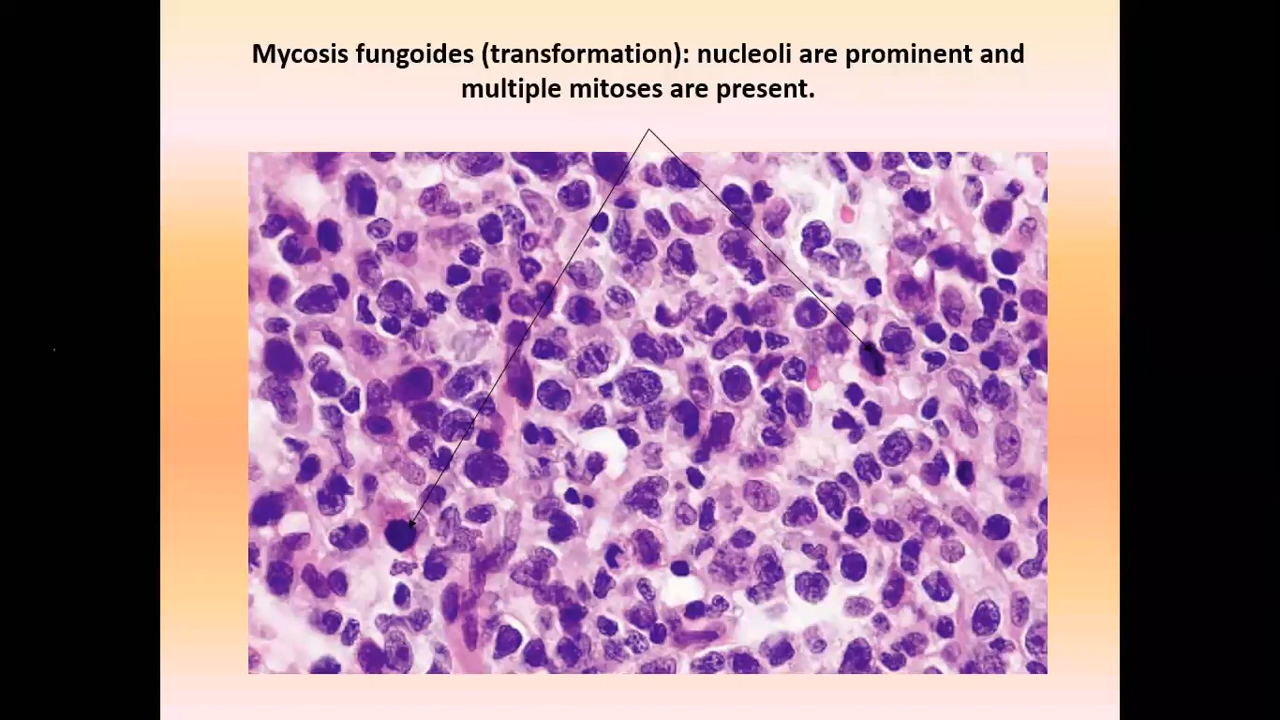 Mycosis fungoides (transformation): nucleoli are prominent and
multiple mitoses are present.